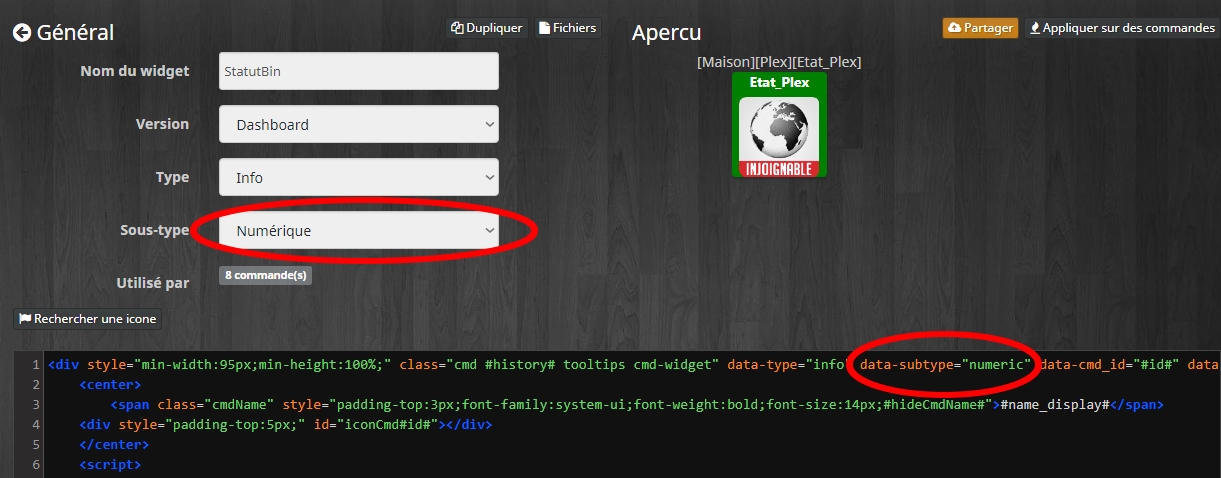 Général
Dupliquer
Fichiers
Nom du widget
StatutBin
Version
Dashboard
Type
Info
Sous-type
Numérique
Utilisé par
8 commande(s)
Rechercher une icone
Apercu
Partager
Appliquer sur des commandes
[Maison][Plex][Etat_Plex]
Etat_Plex
INJOIGNABLE
1 <div style="min-width:95px;min-height:100%;" class="cmd #history# tooltips cmd-widget" data-type="info" data-subtype="numeric" data-cmd_id="#id#" data
2 <center>
3 <span class="cmdName" style="padding-top:3px;font-family:system-ui;font-weight:bold;font-size:14px;#hideCmdName#">#name_display#</span>
4 <div style="padding-top:5px;" id="iconCmd#id#"></div>
5 </center>
6 <script>